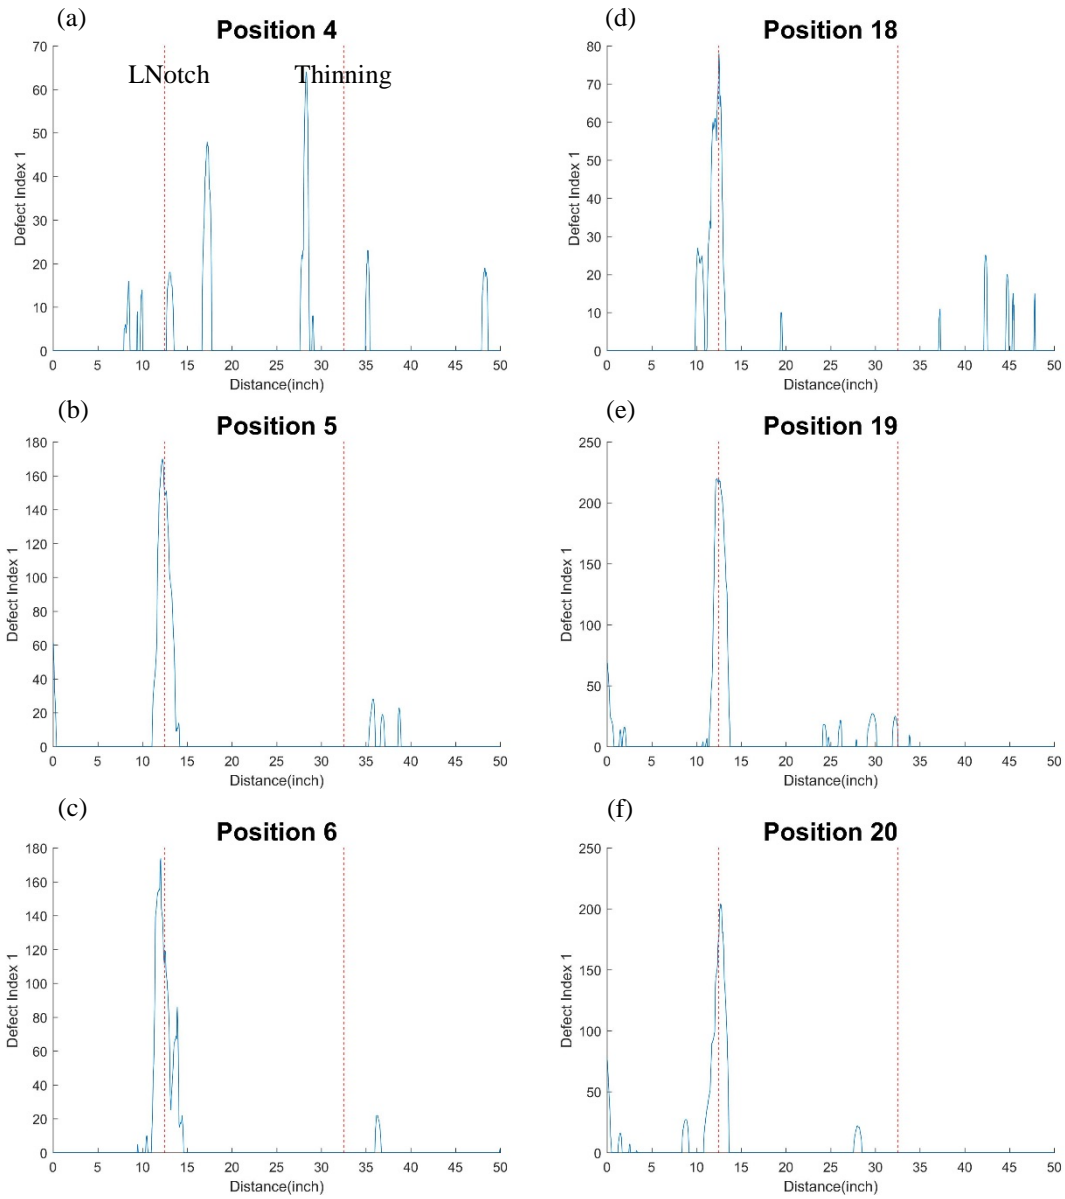 (a)
Position 4
70
60
50
40
30
20
10
0
LNotch
Thinning
Defect Index 1
0 5 10 15 20 25 30 35 40 45 50
Distance(inch)
(d)
Position 18
80
70
60
50
40
30
20
10
0
Defect Index 1
0 5 10 15 20 25 30 35 40 45 50
Distance(inch)
(b)
Position 5
180
160
140
120
100
80
60
40
20
0
Defect Index 1
0 5 10 15 20 25 30 35 40 45 50
Distance(inch)
(e)
Position 19
250
200
150
100
50
0
Defect Index 1
0 5 10 15 20 25 30 35 40 45 50
Distance(inch)
(c)
Position 6
180
160
140
120
100
80
60
40
20
0
Defect Index 1
0 5 10 15 20 25 30 35 40 45 50
Distance(inch)
(f)
Position 20
250
200
150
100
50
0
Defect Index 1
0 5 10 15 20 25 30 35 40 45 50
Distance(inch)